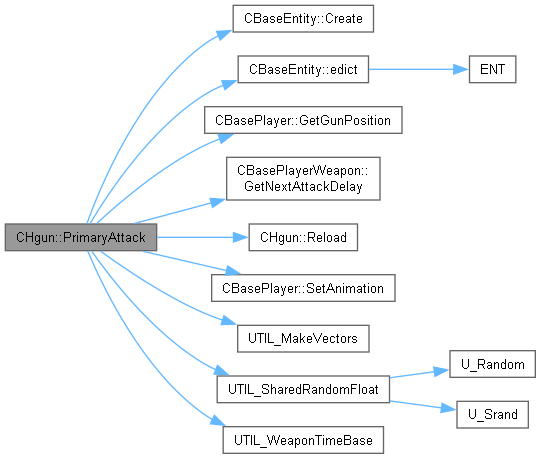 CBaseEntity::Create
CBaseEntity::edict
ENT
CBasePlayer::GetGunPosition
CBasePlayerWeapon::
GetNextAttackDelay
CHgun::PrimaryAttack
CHgun::Reload
CBasePlayer::SetAnimation
UTIL_MakeVectors
U_Random
UTIL_SharedRandomFloat
U_Srand
UTIL_WeaponTimeBase